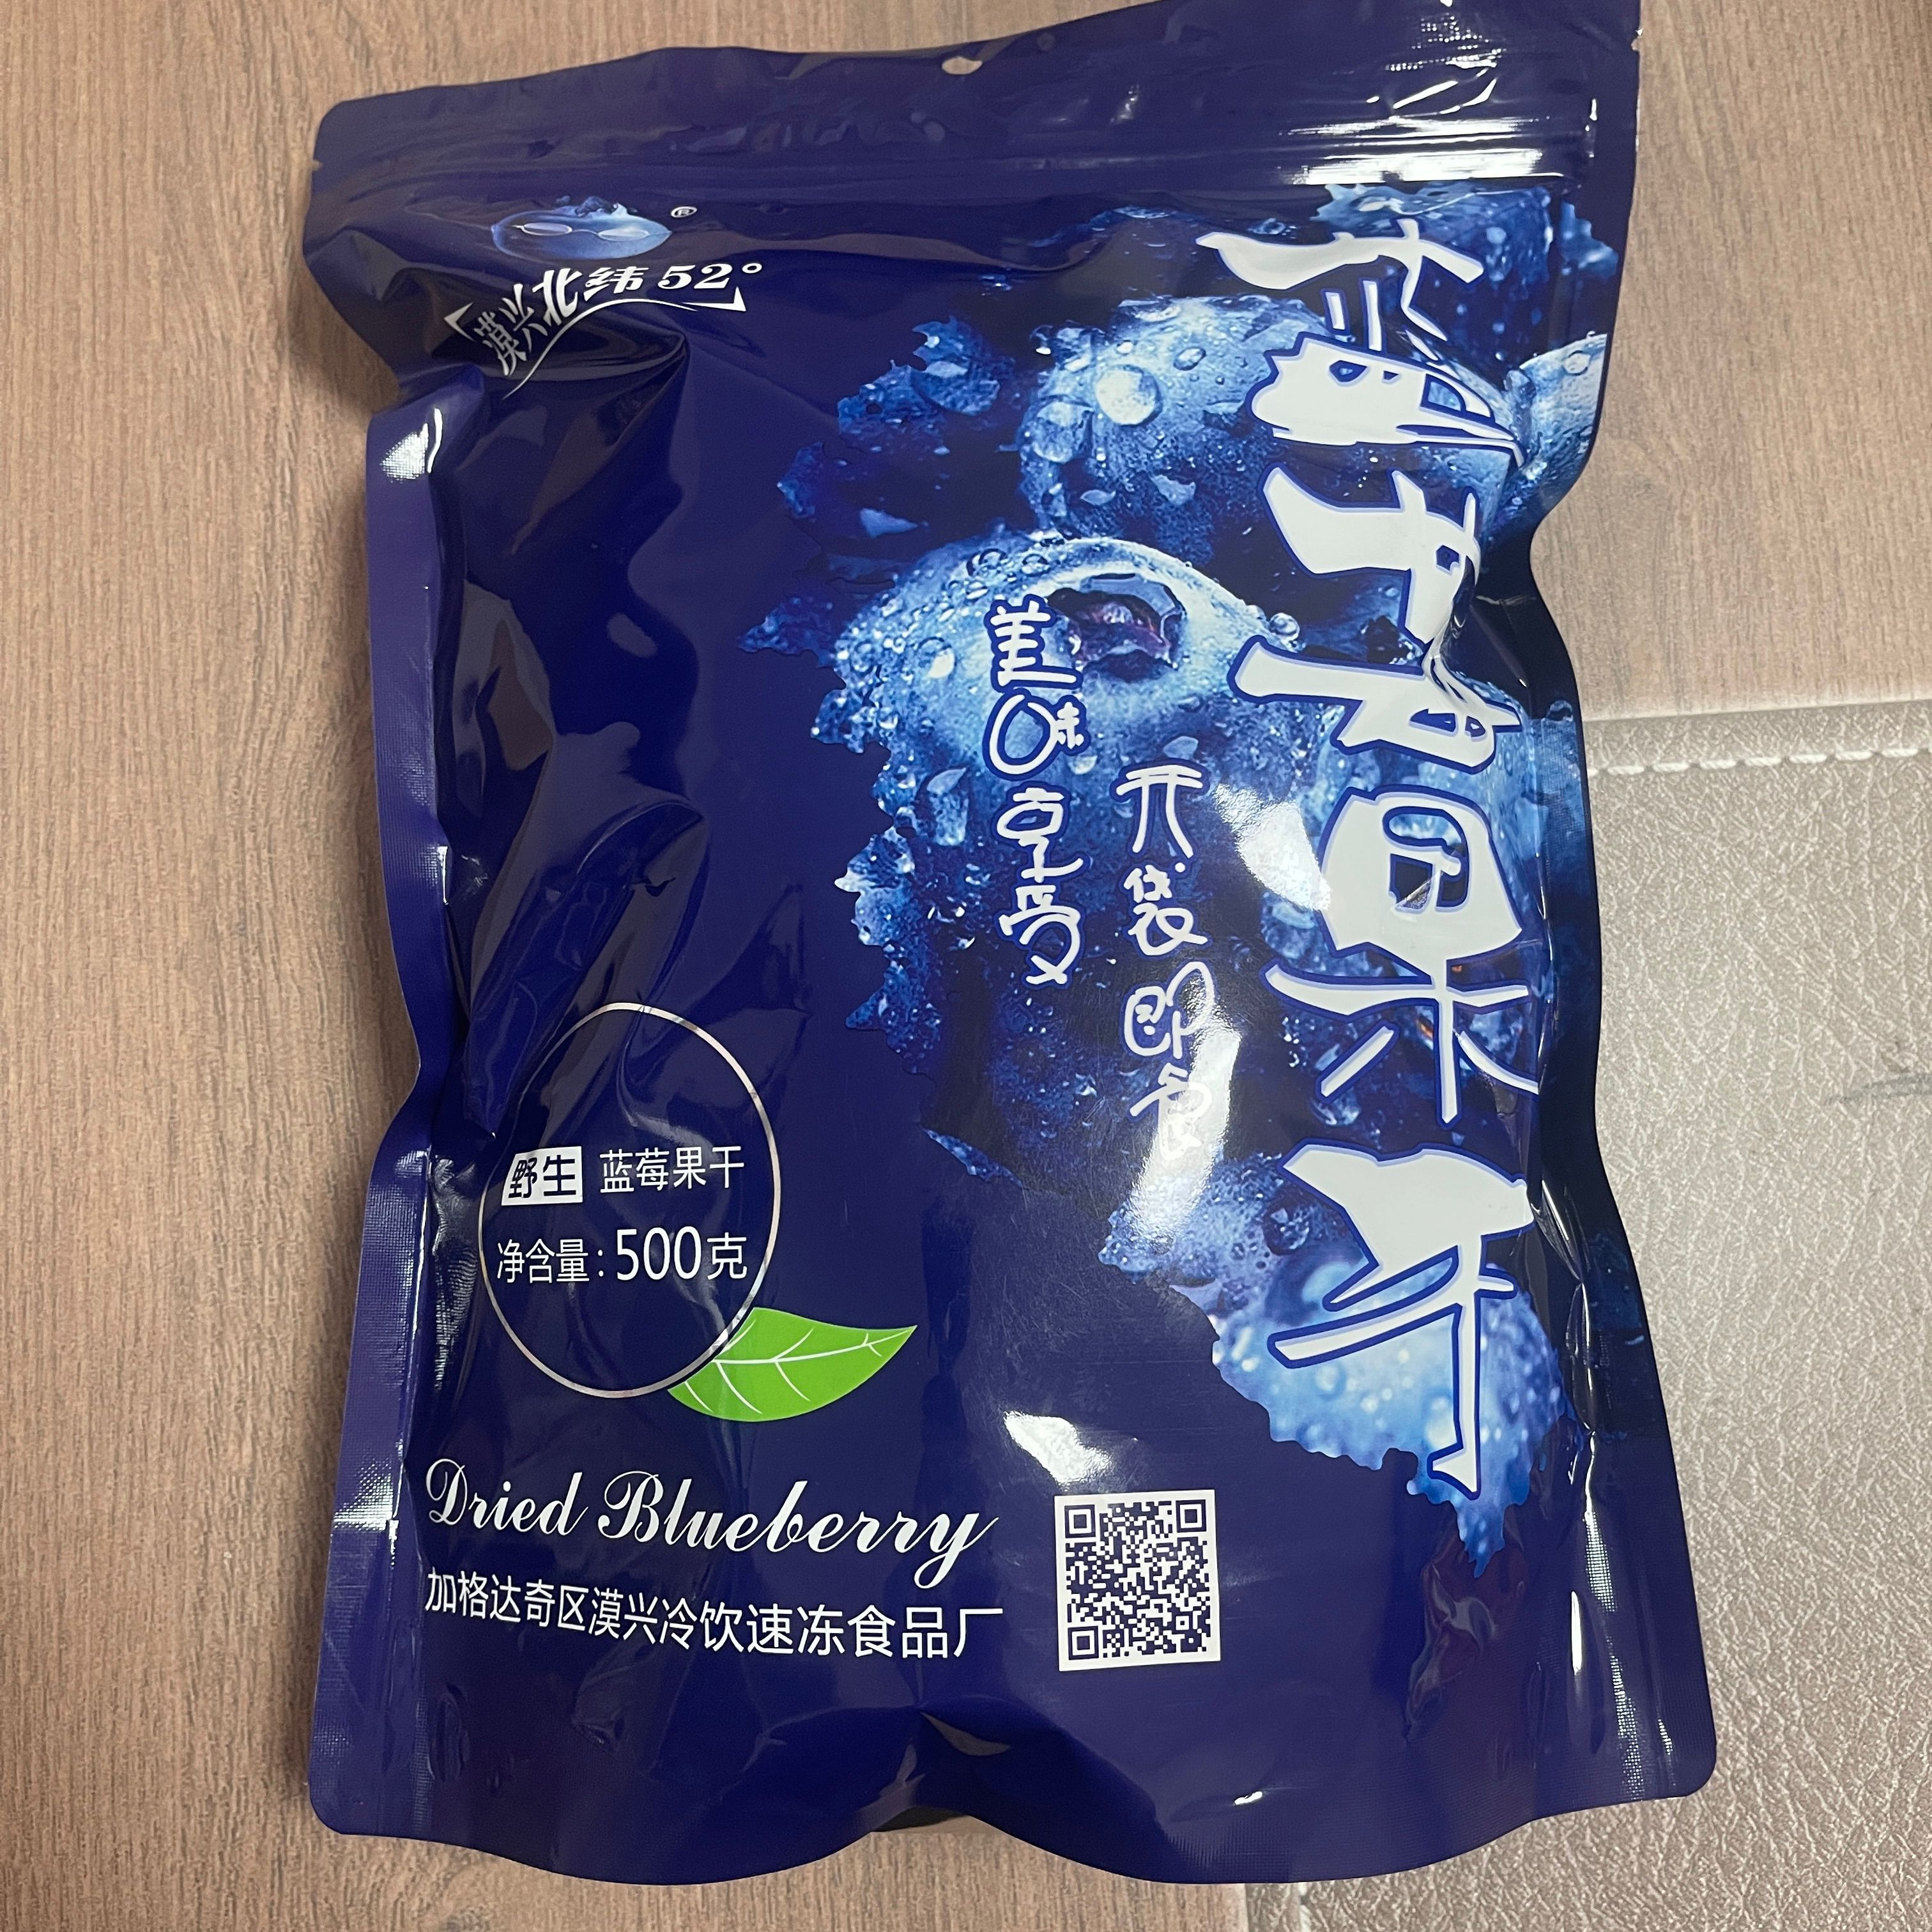 ®
漠兴北纬52°
蓝莓果干
开袋即食
美味享受
野生 蓝莓果干
净含量:500克
Dried Blueberry
加格达奇区漠兴冷饮速冻食品厂